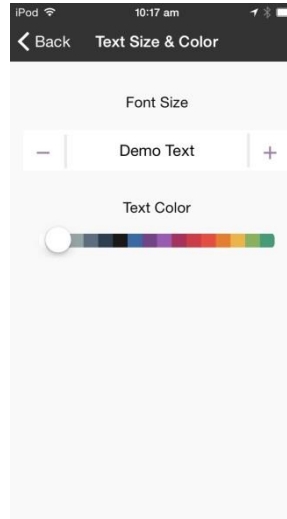 iPod 10:17 am
Back Text Size & Color
Font Size
− Demo Text +
Text Color